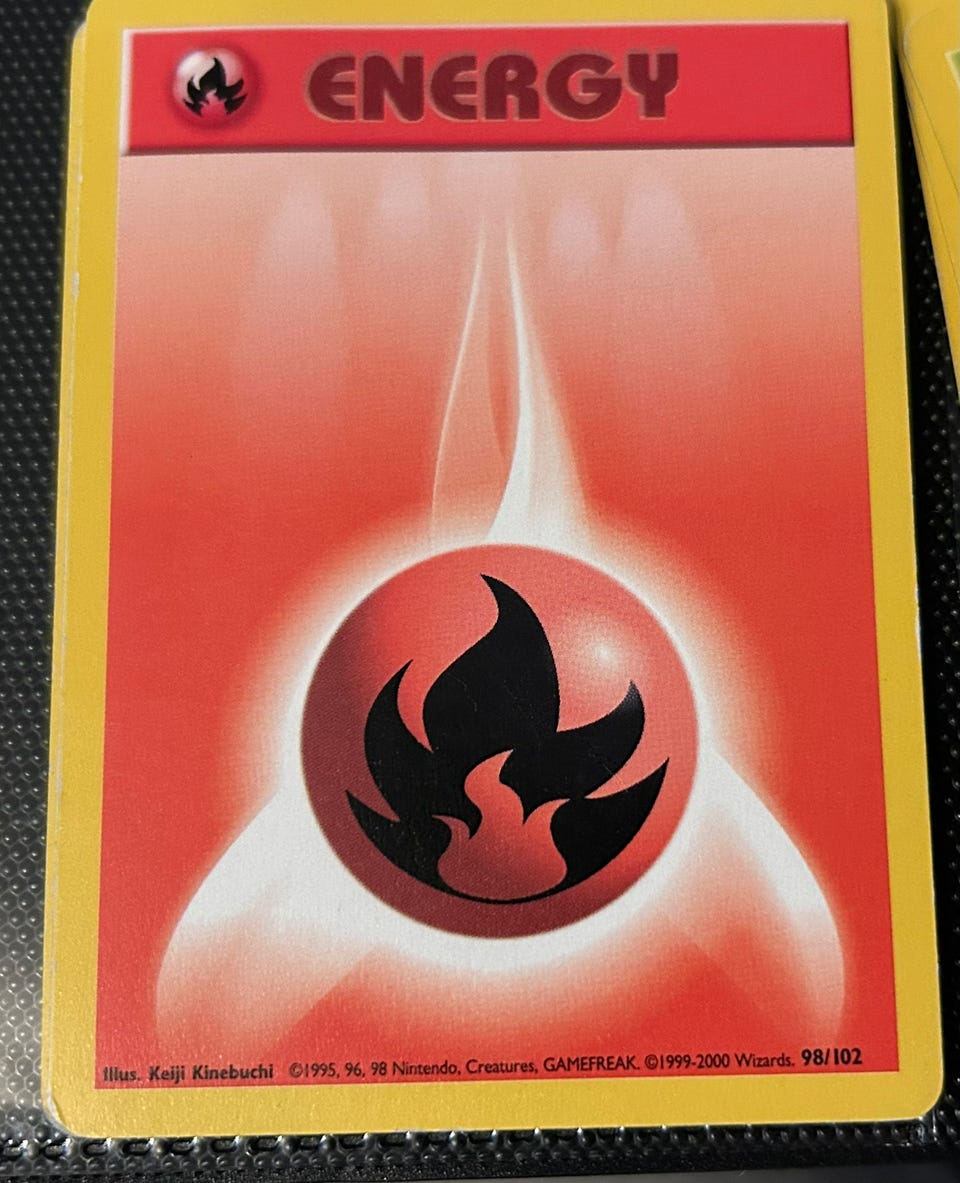 ENERGY
Illus. Keiji Kinebuchi ©1995, 96, 98 Nintendo, Creatures, GAMEFREAK. ©1999-2000 Wizards. 98/102